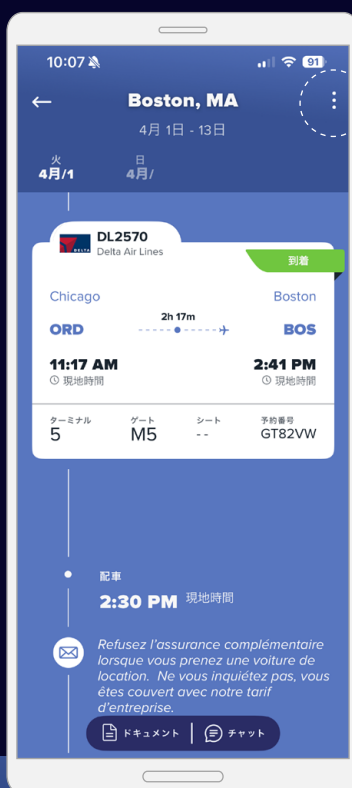 10:07
91
Boston, MA
4月 1日 - 13日
火 日
4月/1 4月/
DL2570
DELTA
Delta Air Lines
到着
Chicago Boston
2h 17m
ORD BOS
11:17 AM 2:41 PM
現地時間 現地時間
ターミナル ゲート シート 予約番号
5 M5 -- GT82VW
配車
2:30 PM 現地時間
Refusez l'assurance complémentaire
lorsque vous prenez une voiture de
location. Ne vous inquiétez pas, vous
êtes couvert avec notre tarif
d'entreprise.
ドキュメント チャット